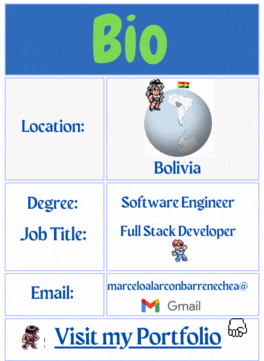 Bio
Location:
Bolivia
Degree:
Software Engineer
Job Title:
Full Stack Developer
Email:
marceloalarconbarrenechea@
Gmail
Visit my Portfolio